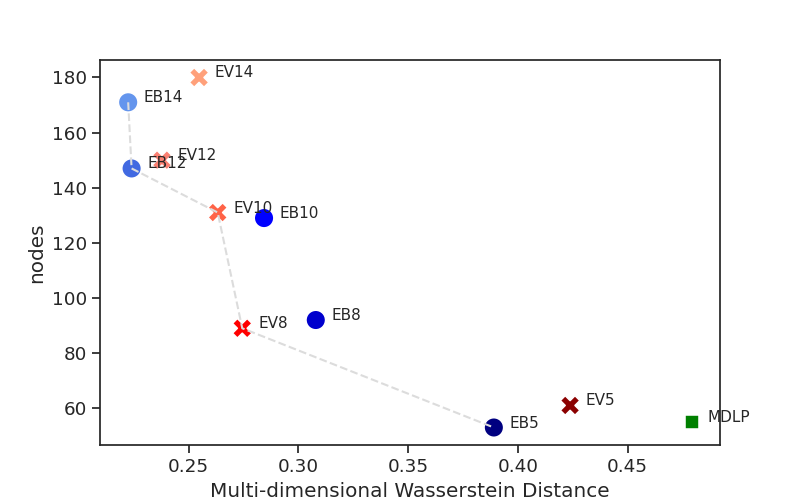 180
160
140
120
100
80
60
nodes
EV14
EB14
EV12
EB12
EV10
EB10
EB8
EV8
EV5
EB5
MDLP
0.25
0.30
0.35
0.40
0.45
Multi-dimensional Wasserstein Distance